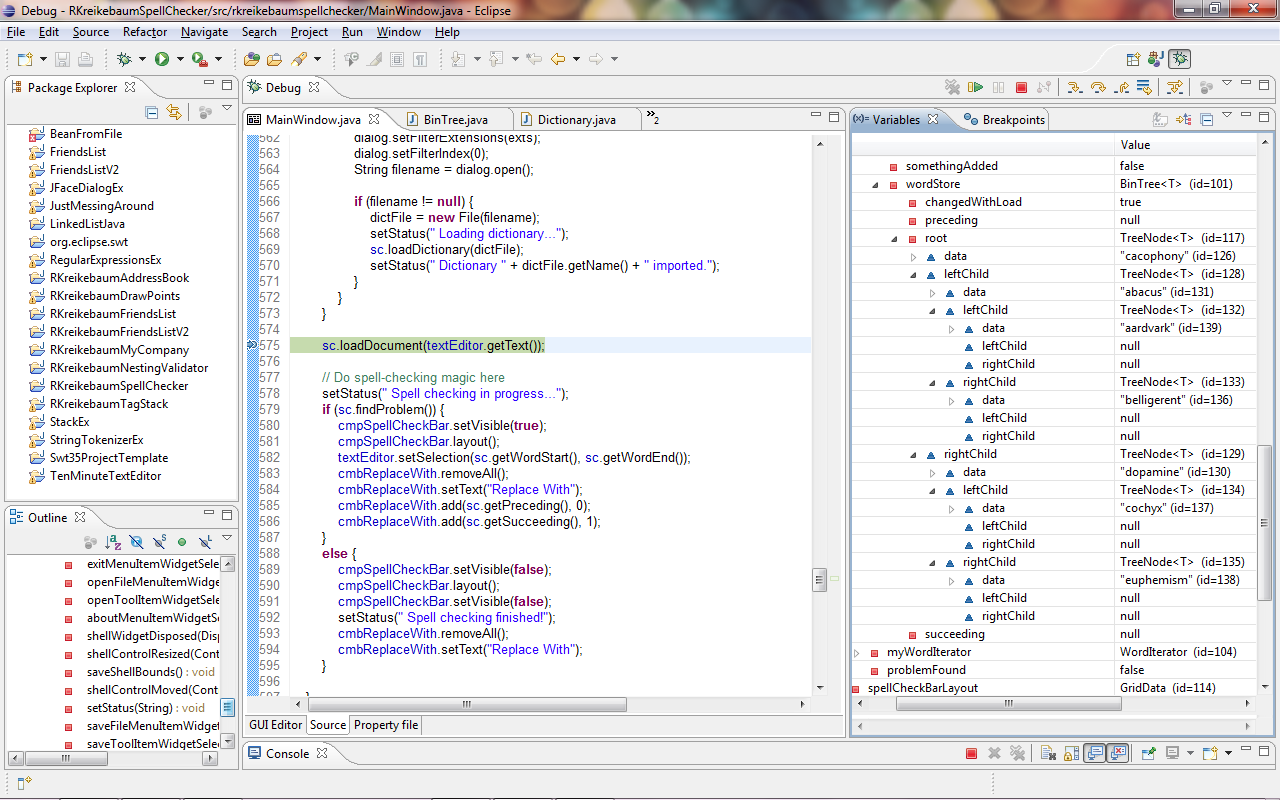 Debug - RKreikebaumSpellChecker/src/rkreikebaumspellchecker/MainWindow.java - Eclipse
File Edit Source Refactor Navigate Search Project Run Window Help
Package Explorer
BeanFromFile
FriendsList
FriendsListV2
JFaceDialogEx
JustMessingAround
LinkedListJava
org.eclipse.swt
RegularExpressionsEx
RKreikebaumAddressBook
RKreikebaumDrawPoints
RKreikebaumFriendsList
RKreikebaumFriendsListV2
RKreikebaumMyCompany
RKreikebaumNestingValidator
RKreikebaumSpellChecker
RKreikebaumTagStack
StackEx
StringTokenizerEx
Swt35ProjectTemplate
TenMinuteTextEditor
Outline
exitMenuItemWidgetSele
openFileMenuItemWidge
openToolItemWidgetSele
aboutMenuItemWidgetSe
shellWidgetDisposed(Disp
shellControlResized(Cont
saveShellBounds() : void
shellControlMoved(Cont
setStatus(String) : void
saveFileMenuItemWidget
saveToolItemWidgetSelec
Debug
MainWindow.java BinTree.java Dictionary.java »2
562 dialog.setFilterExtensions(exts);
563 dialog.setFilterIndex(0);
564 String filename = dialog.open();
565
566 if (filename != null) {
567 dictFile = new File(filename);
568 setStatus(" Loading dictionary...");
569 sc.loadDictionary(dictFile);
570 setStatus(" Dictionary " + dictFile.getName() + " imported.");
571 }
572 }
573 }
574
575 sc.loadDocument(textEditor.getText());
576
577 // Do spell-checking magic here
578 setStatus(" Spell checking in progress...");
579 if (sc.findProblem()) {
580 cmpSpellCheckBar.setVisible(true);
581 cmpSpellCheckBar.layout();
582 textEditor.setSelection(sc.getWordStart(), sc.getWordEnd());
583 cmbReplaceWith.removeAll();
584 cmbReplaceWith.setText("Replace With");
585 cmbReplaceWith.add(sc.getPreceding(), 0);
586 cmbReplaceWith.add(sc.getSucceeding(), 1);
587 }
588 else {
589 cmpSpellCheckBar.setVisible(false);
590 cmpSpellCheckBar.layout();
591 cmpSpellCheckBar.setVisible(false);
592 setStatus(" Spell checking finished!");
593 cmbReplaceWith.removeAll();
594 cmbReplaceWith.setText("Replace With");
595 }
596
597 }
GUI Editor Source Property file
(x)= Variables Breakpoints
Value
somethingAdded false
wordStore BinTree<T> (id=101)
changedWithLoad true
preceding null
root TreeNode<T> (id=117)
data "cacophony" (id=126)
leftChild TreeNode<T> (id=128)
data "abacus" (id=131)
leftChild TreeNode<T> (id=132)
data "aardvark" (id=139)
leftChild null
rightChild null
rightChild TreeNode<T> (id=133)
data "belligerent" (id=136)
leftChild null
rightChild null
rightChild TreeNode<T> (id=129)
data "dopamine" (id=130)
leftChild TreeNode<T> (id=134)
data "cochyx" (id=137)
leftChild null
rightChild null
rightChild TreeNode<T> (id=135)
data "euphemism" (id=138)
leftChild null
rightChild null
succeeding null
myWordIterator WordIterator (id=104)
problemFound false
spellCheckBarLayout GridData (id=114)
Console